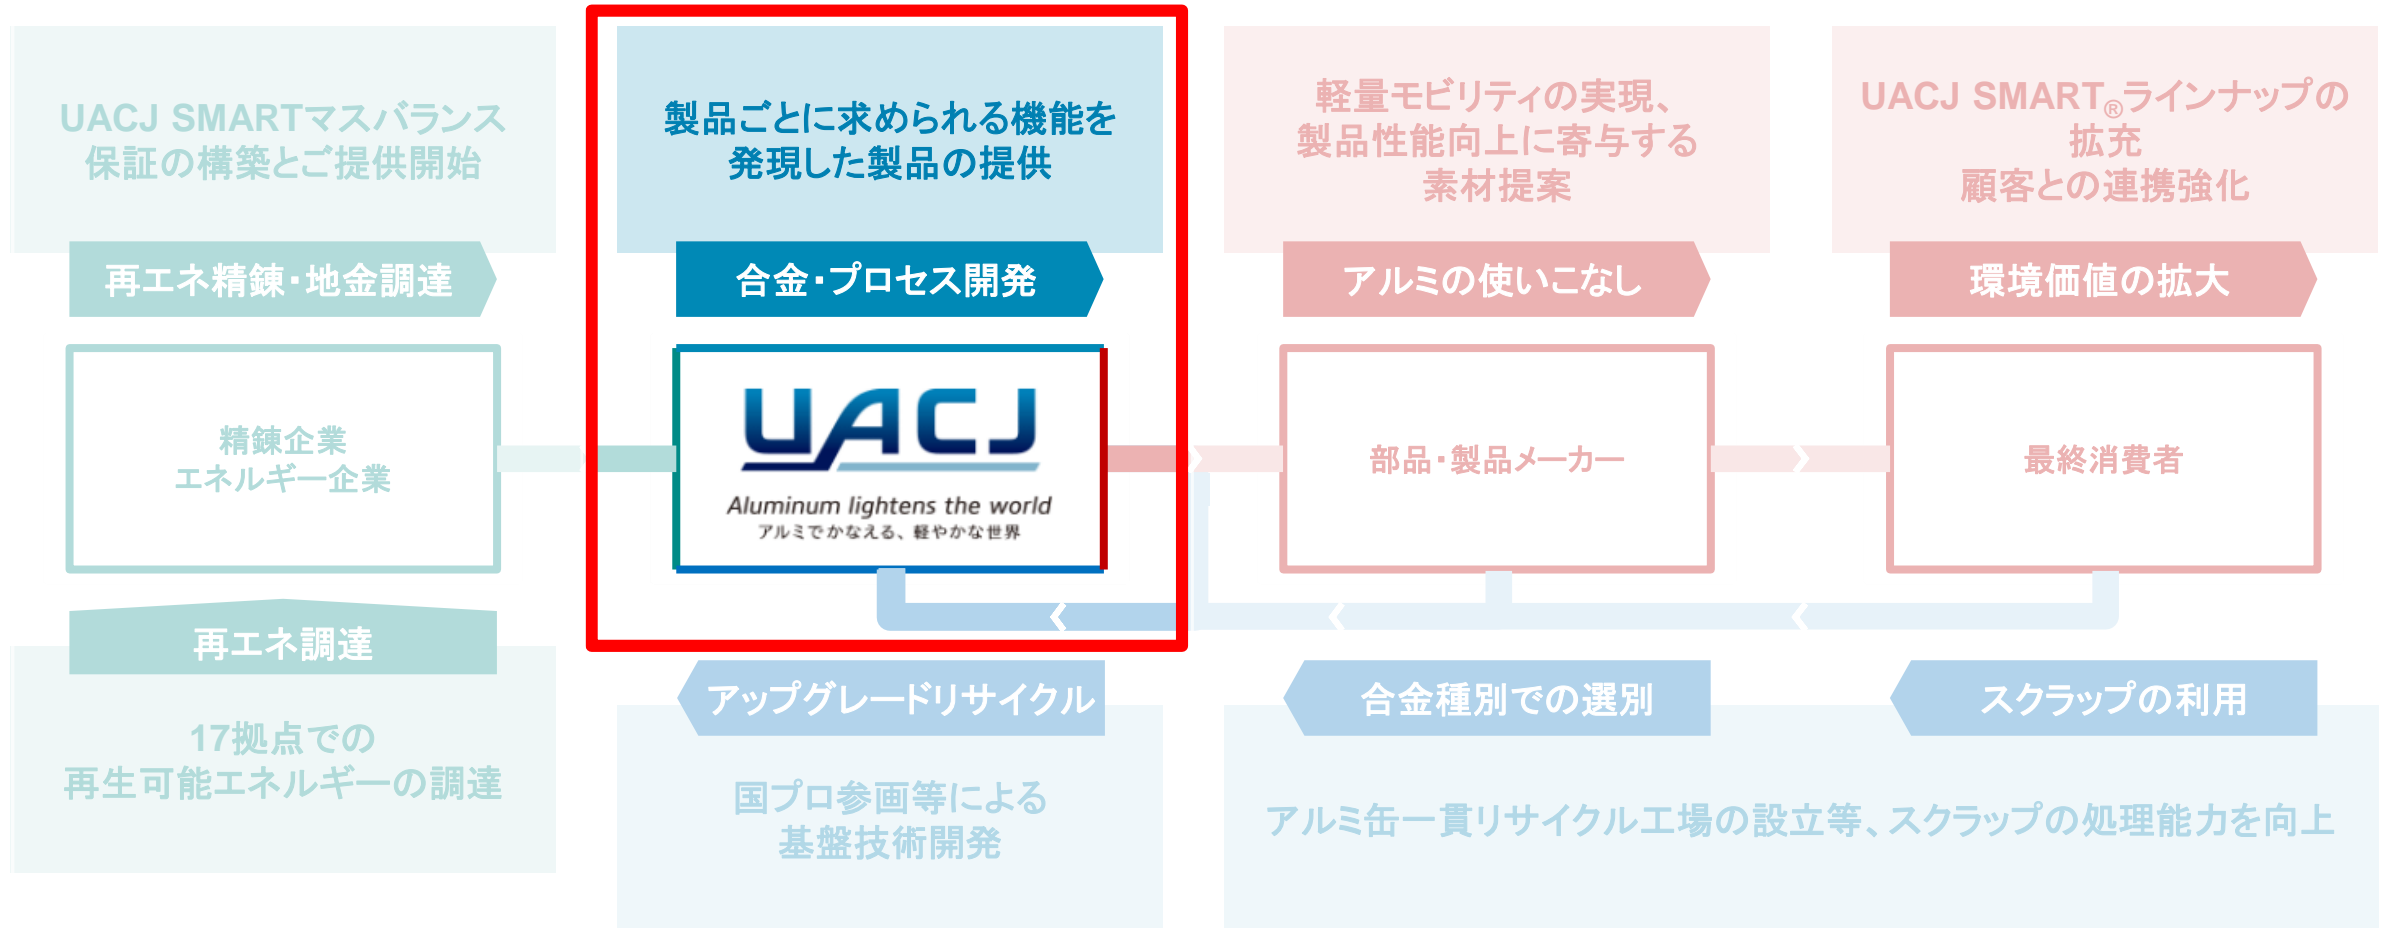 UACJ SMARTマスバランス
保証の構築とご提供開始
再エネ精錬・地金調達
精錬企業
エネルギー企業
再エネ調達
17拠点での
再生可能エネルギーの調達
製品ごとに求められる機能を
発現した製品の提供
合金・プロセス開発
UACJ
Aluminum lightens the world
アルミでかなえる、軽やかな世界
アップグレードリサイクル
国プロ参画等による
基盤技術開発
軽量モビリティの実現、
製品性能向上に寄与する
素材提案
アルミの使いこなし
部品・製品メーカー
合金種別での選別
UACJ SMART®ラインナップの
拡充
顧客との連携強化
環境価値の拡大
最終消費者
スクラップの利用
アルミ缶一貫リサイクル工場の設立等、スクラップの処理能力を向上